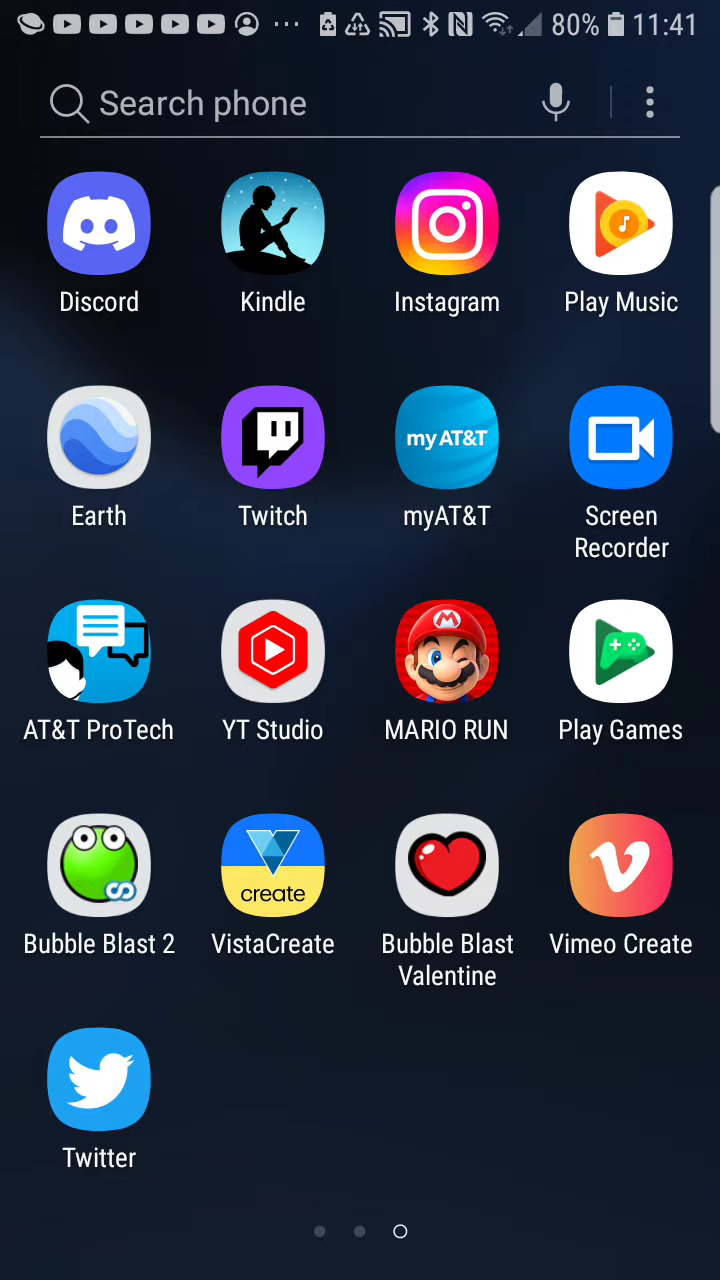 80% 11:41
Search phone
Discord Kindle Instagram Play Music
my AT&T
Earth Twitch myAT&T Screen
Recorder
AT&T ProTech YT Studio MARIO RUN Play Games
create
Bubble Blast 2 VistaCreate Bubble Blast Vimeo Create
Valentine
Twitter